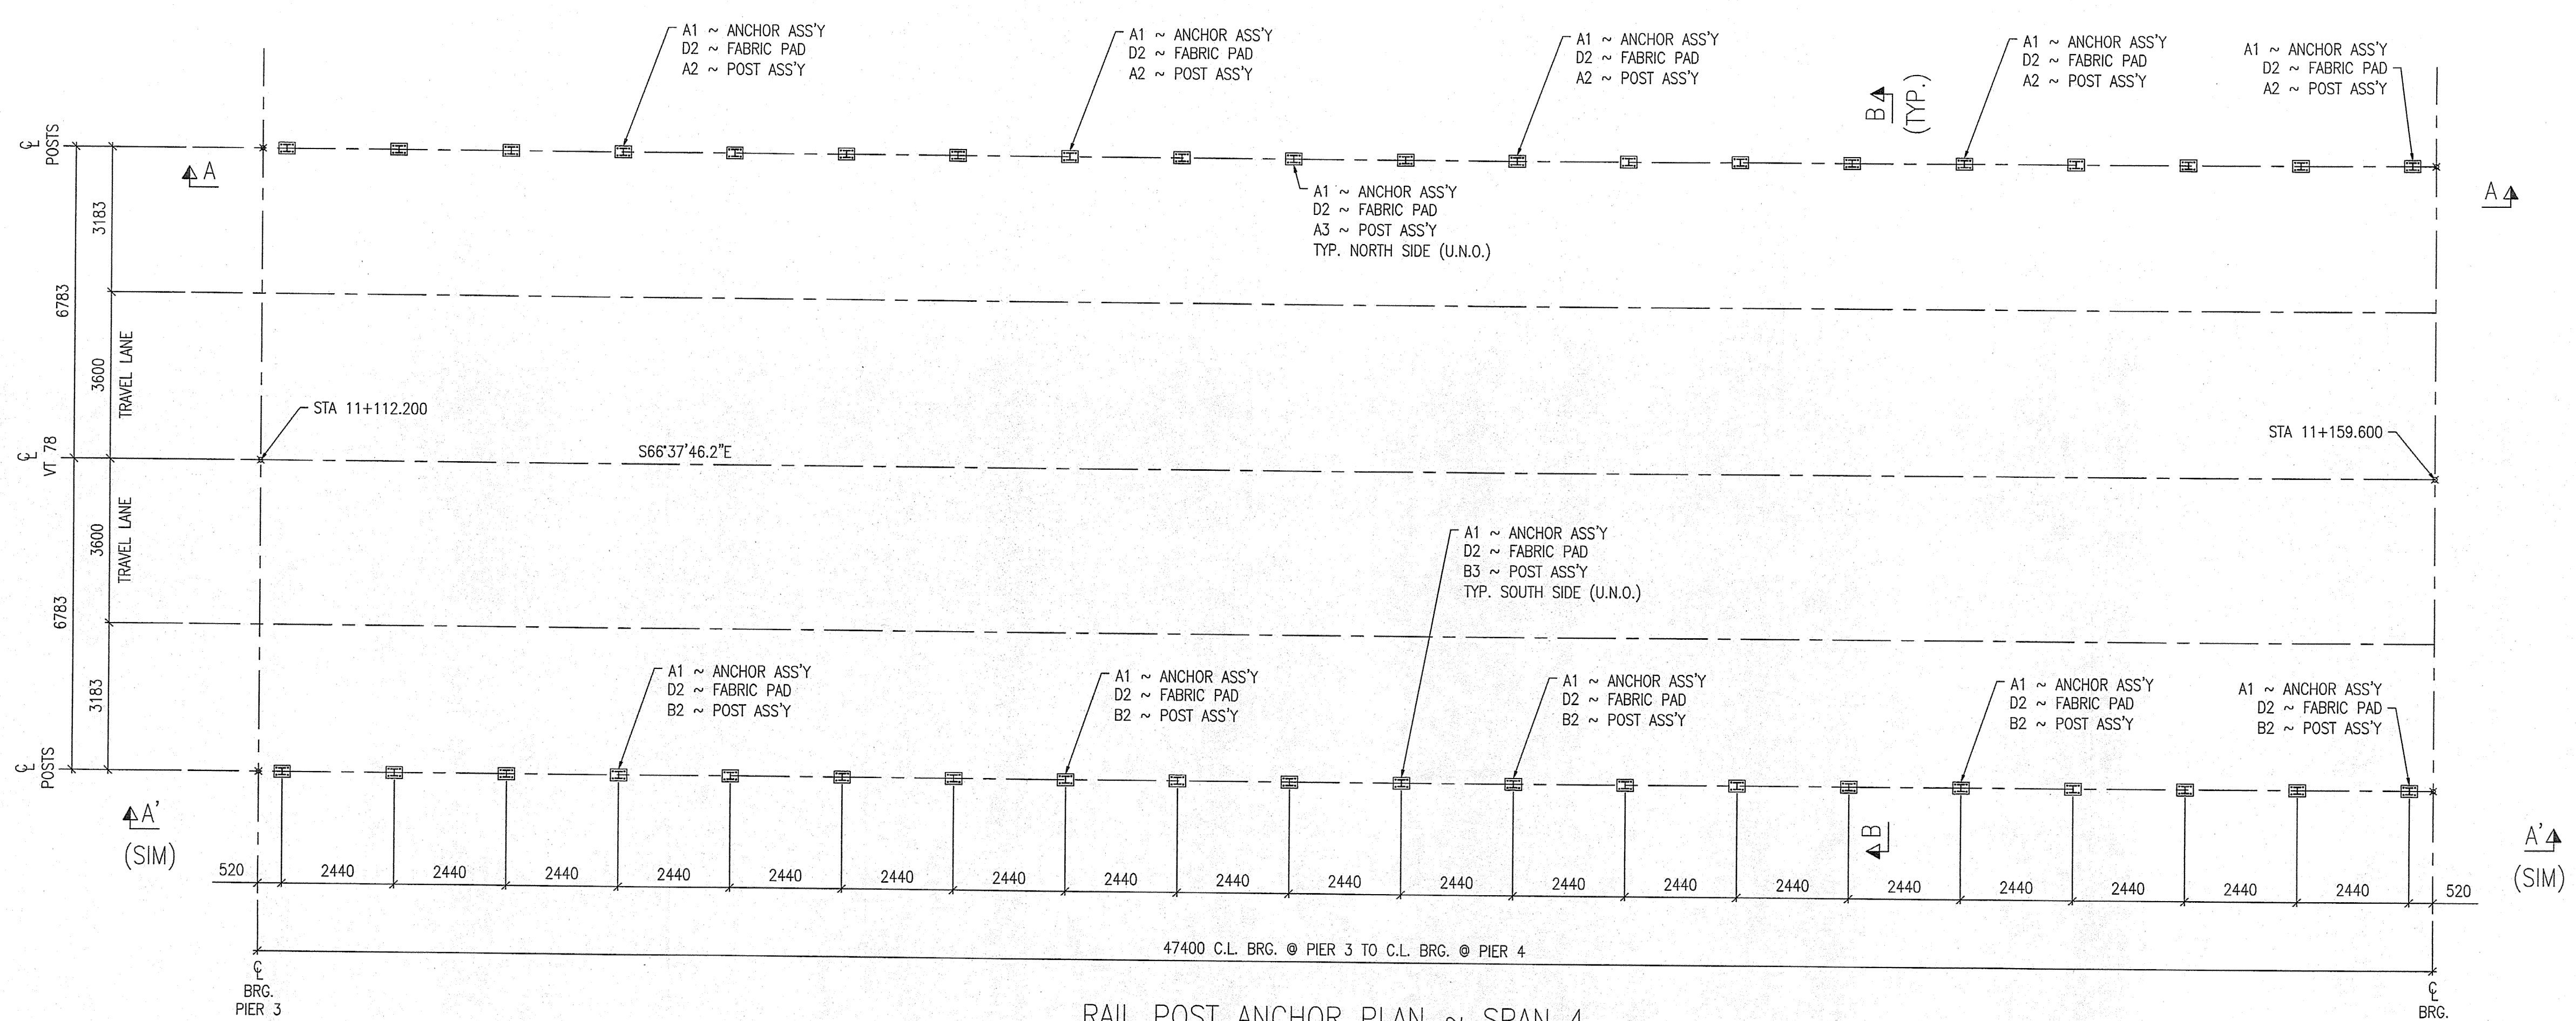 A1 ~ ANCHOR ASS'Y
D2 ~ FABRIC PAD
A2 ~ POST ASS'Y
A1 ~ ANCHOR ASS'Y
D2 ~ FABRIC PAD
A2 ~ POST ASS'Y
A1 ~ ANCHOR ASS'Y
D2 ~ FABRIC PAD
A2 ~ POST ASS'Y
A1 ~ ANCHOR ASS'Y
D2 ~ FABRIC PAD
A2 ~ POST ASS'Y
A1 ~ ANCHOR ASS'Y
D2 ~ FABRIC PAD
A2 ~ POST ASS'Y
B
(TYP.)
℄
POSTS
A
A
A1 ~ ANCHOR ASS'Y
D2 ~ FABRIC PAD
A3 ~ POST ASS'Y
TYP. NORTH SIDE (U.N.O.)
3183
6783
3600
TRAVEL LANE
STA 11+112.200
℄
VT 78
S66°37'46.2"E
STA 11+159.600
3600
TRAVEL LANE
6783
3183
A1 ~ ANCHOR ASS'Y
D2 ~ FABRIC PAD
B3 ~ POST ASS'Y
TYP. SOUTH SIDE (U.N.O.)
A1 ~ ANCHOR ASS'Y
D2 ~ FABRIC PAD
B2 ~ POST ASS'Y
A1 ~ ANCHOR ASS'Y
D2 ~ FABRIC PAD
B2 ~ POST ASS'Y
A1 ~ ANCHOR ASS'Y
D2 ~ FABRIC PAD
B2 ~ POST ASS'Y
A1 ~ ANCHOR ASS'Y
D2 ~ FABRIC PAD
B2 ~ POST ASS'Y
A1 ~ ANCHOR ASS'Y
D2 ~ FABRIC PAD
B2 ~ POST ASS'Y
℄
POSTS
A'
(SIM)
B
A'
(SIM)
520 2440 2440 2440 2440 2440 2440 2440 2440 2440 2440 2440 2440 2440 2440 2440 2440 2440 2440 2440 520
47400 C.L. BRG. @ PIER 3 TO C.L. BRG. @ PIER 4
℄
BRG.
PIER 3
℄
BRG.
RAIL POST ANCHOR PLAN ~ SPAN 4